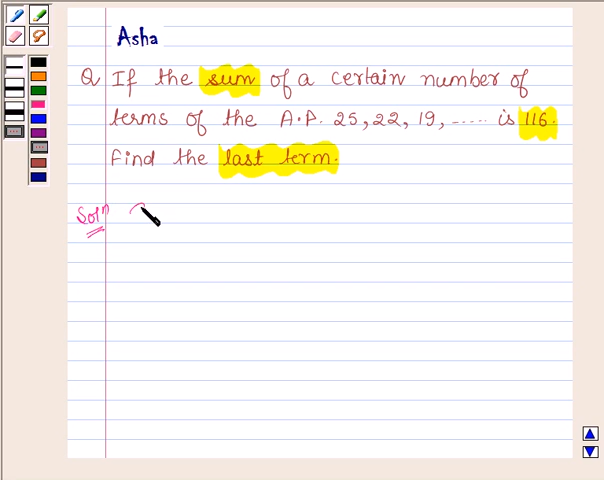 Asha
Q If the sum of a certain number of
terms of the A.P. 25, 22, 19, ..... is 116.
Find the last term.
Solⁿ